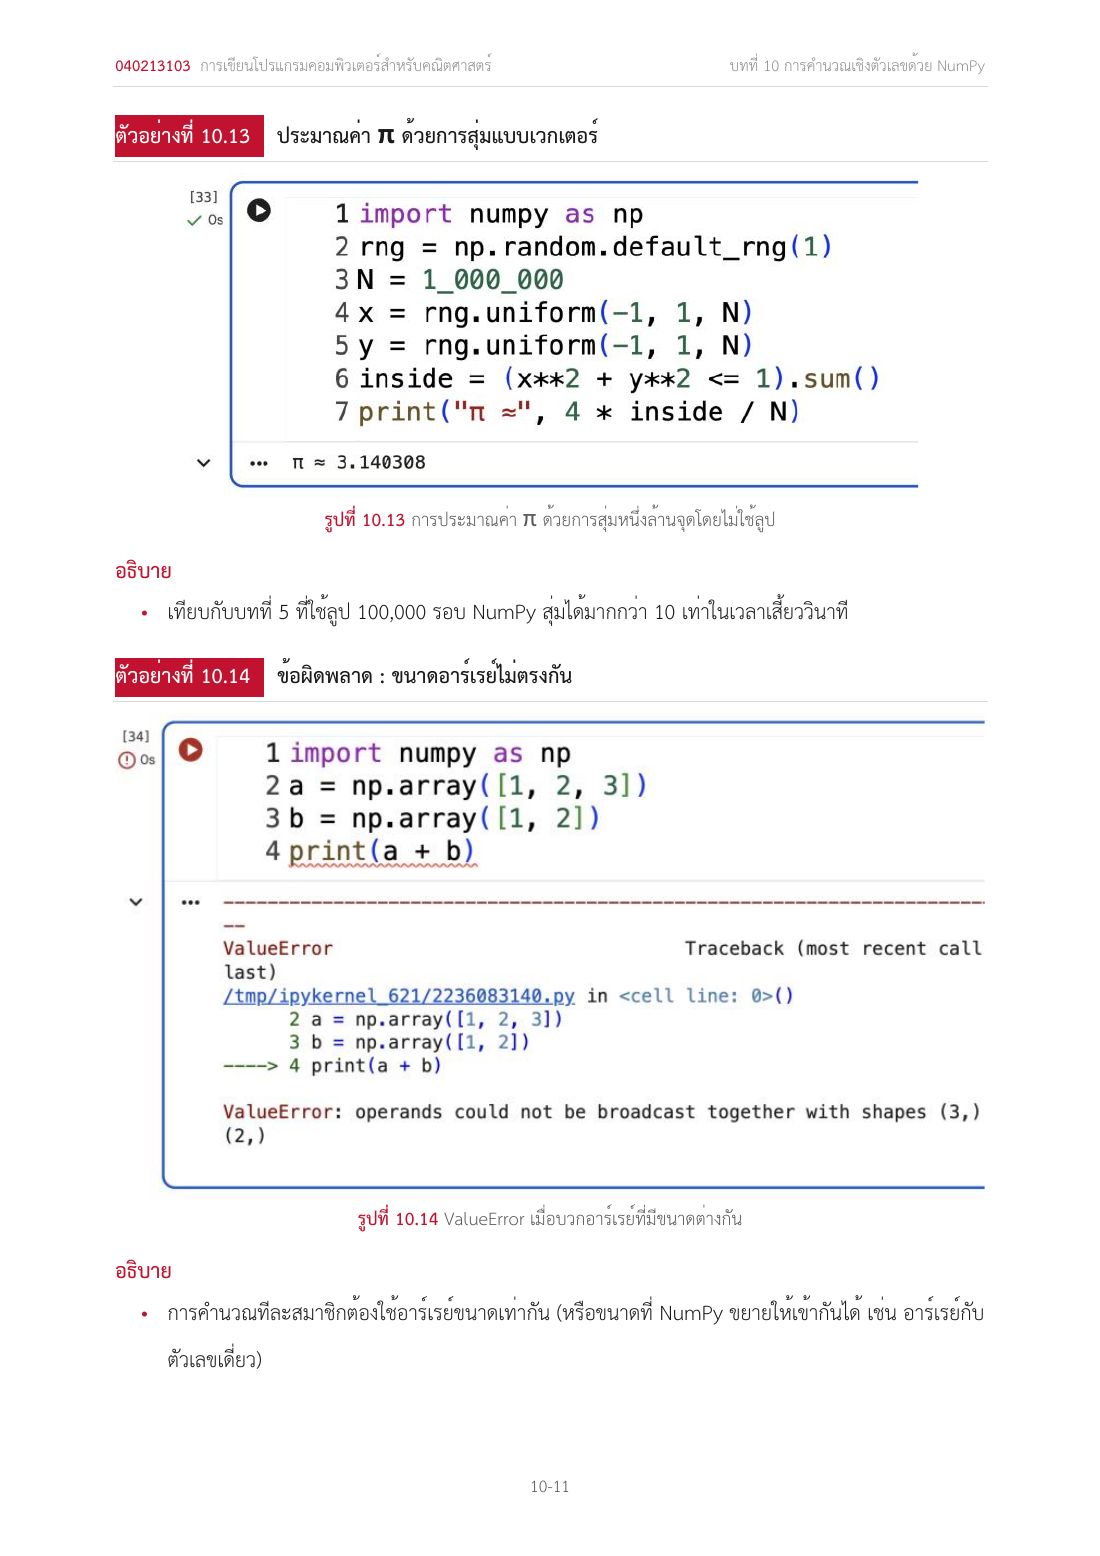 040213103 การเขียนโปรแกรมคอมพิวเตอร์สำหรับคณิตศาสตร์ บทที่ 10 การคำนวณเชิงตัวเลขด้วย NumPy
ตัวอย่างที่ 10.13 ประมาณค่า π ด้วยการสุ่มแบบเวกเตอร์
[33]
0s
1 import numpy as np
2 rng = np.random.default_rng(1)
3 N = 1_000_000
4 x = rng.uniform(-1, 1, N)
5 y = rng.uniform(-1, 1, N)
6 inside = (x**2 + y**2 <= 1).sum()
7 print("π ≈", 4 * inside / N)
π ≈ 3.140308
รูปที่ 10.13 การประมาณค่า π ด้วยการสุ่มหนึ่งล้านจุดโดยไม่ใช้ลูป
อธิบาย
• เทียบกับบทที่ 5 ที่ใช้ลูป 100,000 รอบ NumPy สุ่มได้มากกว่า 10 เท่าในเวลาเสี้ยววินาที
ตัวอย่างที่ 10.14 ข้อผิดพลาด : ขนาดอาร์เรย์ไม่ตรงกัน
[34]
0s
1 import numpy as np
2 a = np.array([1, 2, 3])
3 b = np.array([1, 2])
4 print(a + b)
---------------------------------------------------------------------
--
ValueError Traceback (most recent call
last)
/tmp/ipykernel_621/2236083140.py in <cell line: 0>()
2 a = np.array([1, 2, 3])
3 b = np.array([1, 2])
----> 4 print(a + b)
ValueError: operands could not be broadcast together with shapes (3,)
(2,)
รูปที่ 10.14 ValueError เมื่อบวกอาร์เรย์ที่มีขนาดต่างกัน
อธิบาย
• การคำนวณทีละสมาชิกต้องใช้อาร์เรย์ขนาดเท่ากัน (หรือขนาดที่ NumPy ขยายให้เข้ากันได้ เช่น อาร์เรย์กับ
ตัวเลขเดี่ยว)
10-11